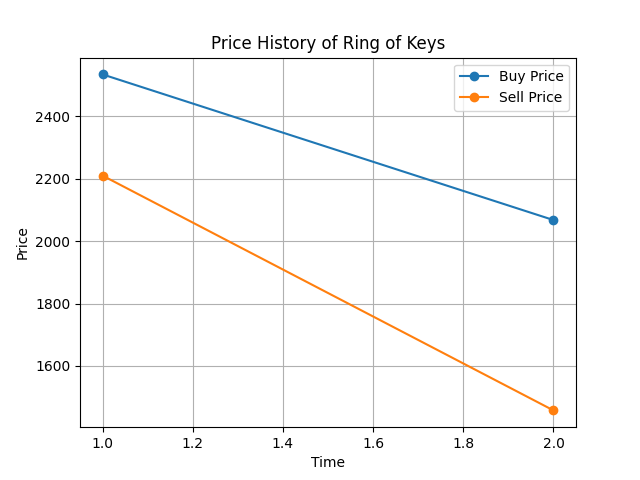 Price History of Ring of Keys
Buy Price
Sell Price
2400
2200
2000
1800
1600
Price
1.0 1.2 1.4 1.6 1.8 2.0
Time